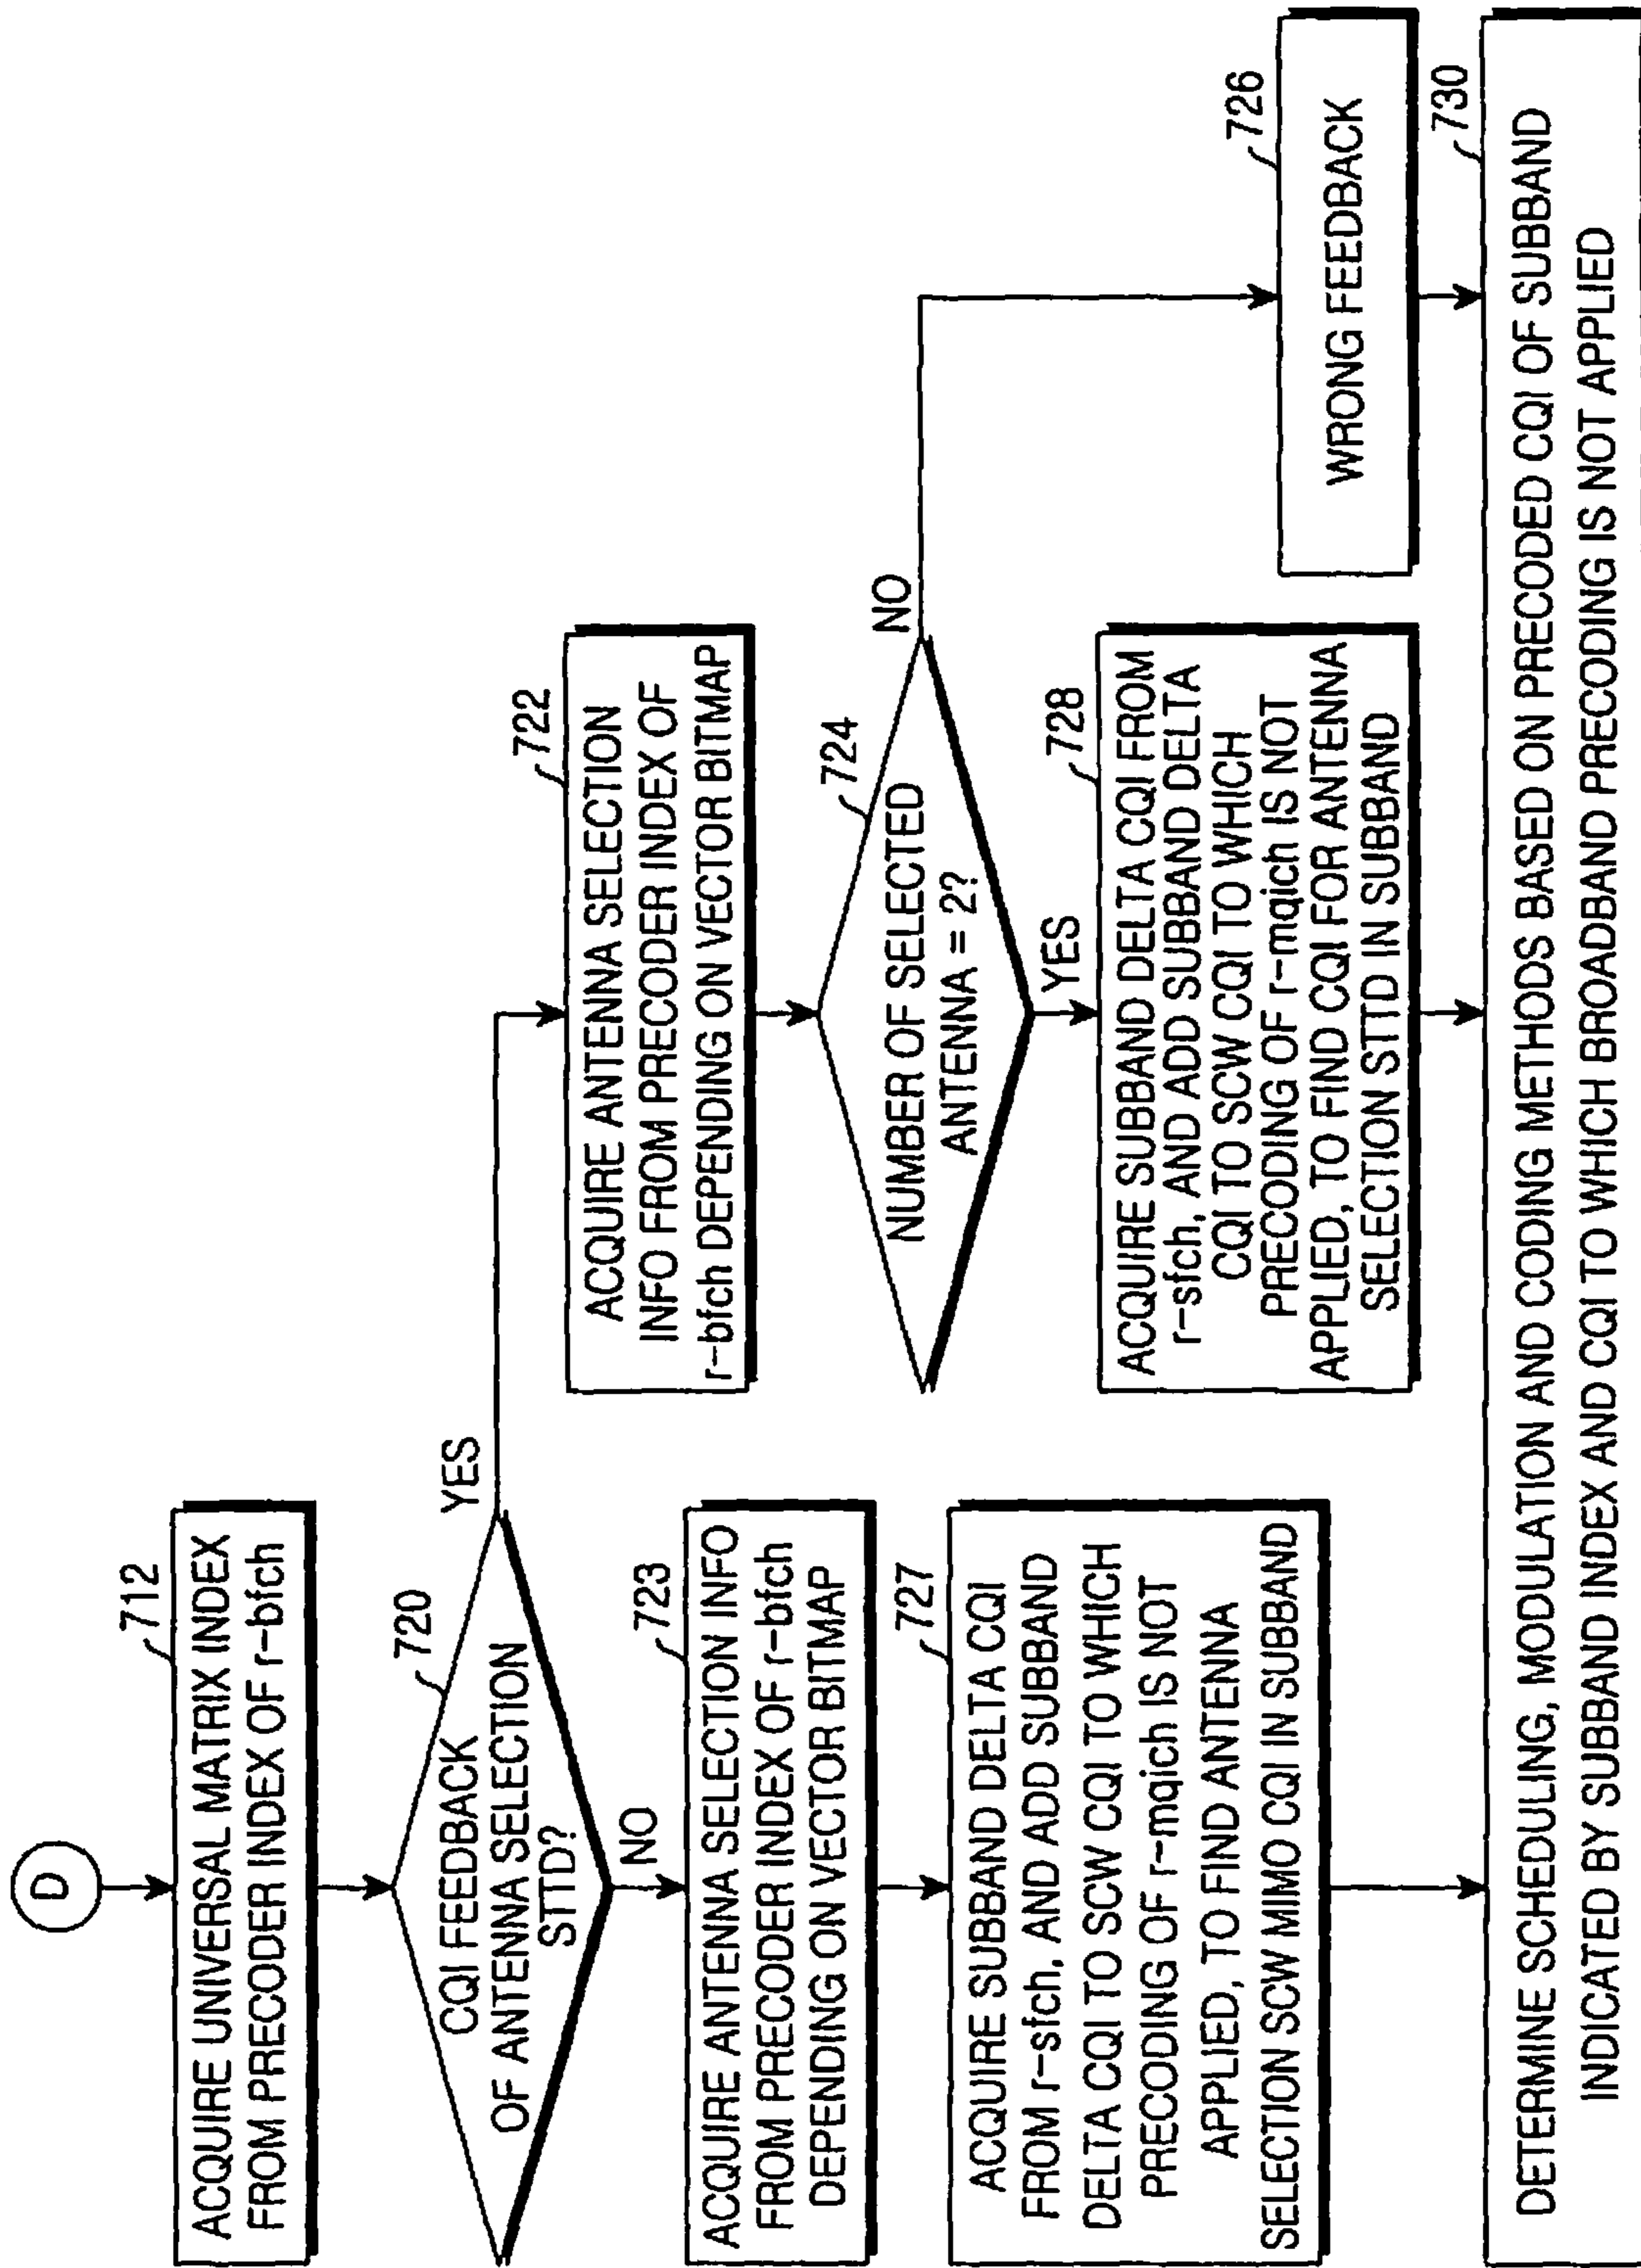 D
712
ACQUIRE UNIVERSAL MATRIX INDEX
FROM PRECODER INDEX OF r-bfch
720
CQI FEEDBACK
OF ANTENNA SELECTION
STTD?
YES
NO
722
ACQUIRE ANTENNA SELECTION
INFO FROM PRECODER INDEX OF
r-bfch DEPENDING ON VECTOR BITMAP
723
ACQUIRE ANTENNA SELECTION INFO
FROM PRECODER INDEX OF r-bfch
DEPENDING ON VECTOR BITMAP
724
NUMBER OF SELECTED
ANTENNA = 2?
NO
YES
726
WRONG FEEDBACK
727
ACQUIRE SUBBAND DELTA CQI
FROM r-sfch, AND ADD SUBBAND
DELTA CQI TO SCW CQI TO WHICH
PRECODING OF r-mqich IS NOT
APPLIED, TO FIND ANTENNA
SELECTION SCW MIMO CQI IN SUBBAND
728
ACQUIRE SUBBAND DELTA CQI FROM
r-sfch, AND ADD SUBBAND DELTA
CQI TO SCW CQI TO WHICH
PRECODING OF r-mqich IS NOT
APPLIED, TO FIND CQI FOR ANTENNA
SELECTION STTD IN SUBBAND
730
DETERMINE SCHEDULING, MODULATION AND CODING METHODS BASED ON PRECODED CQI OF SUBBAND
INDICATED BY SUBBAND INDEX AND CQI TO WHICH BROADBAND PRECODING IS NOT APPLIED